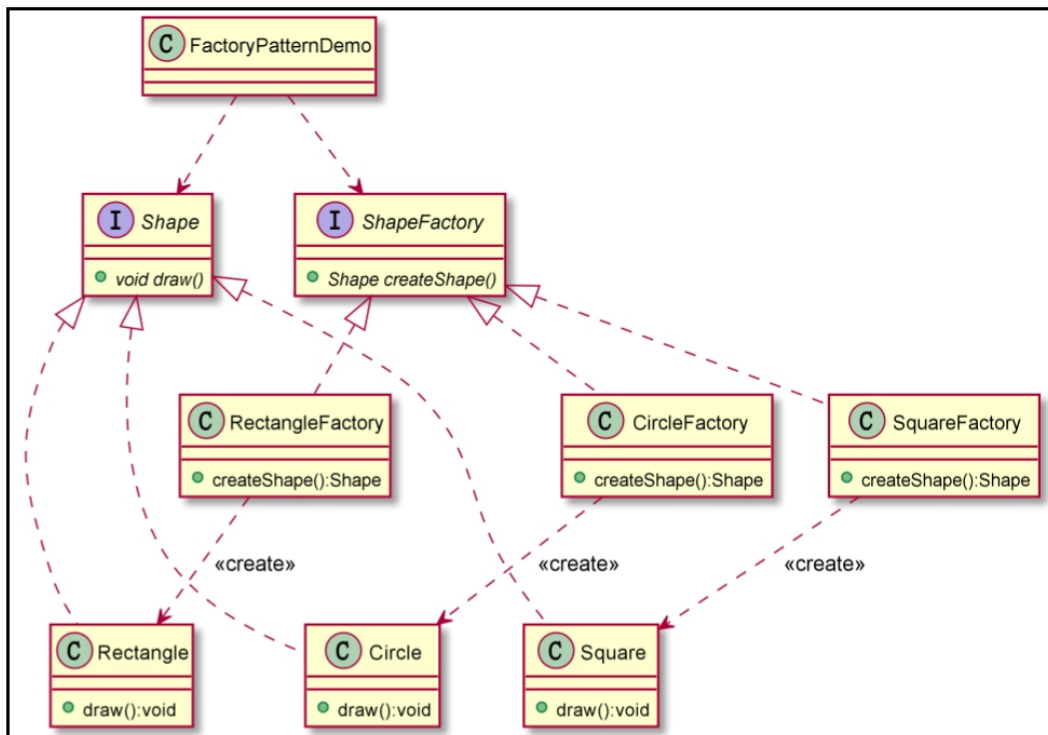 C FactoryPatternDemo
I Shape
void draw()
I ShapeFactory
Shape createShape()
C RectangleFactory
createShape():Shape
C CircleFactory
createShape():Shape
C SquareFactory
createShape():Shape
«create»
«create»
«create»
C Rectangle
draw():void
C Circle
draw():void
C Square
draw():void